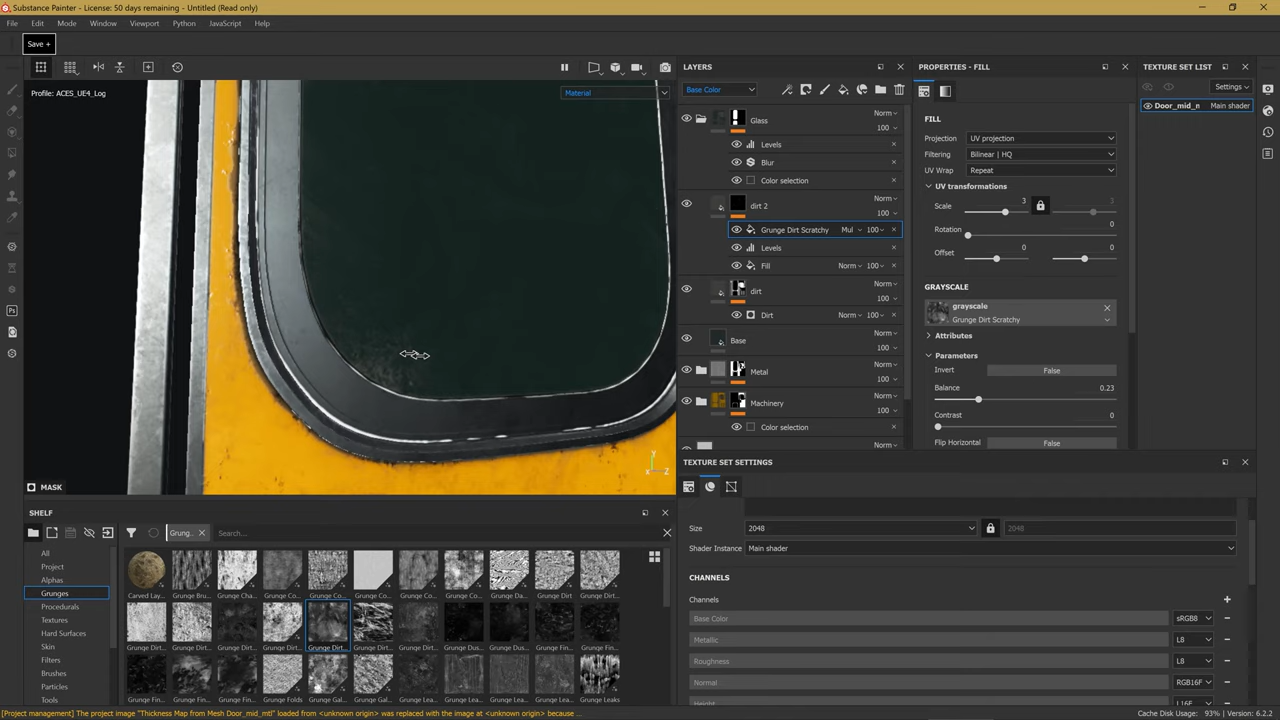 Substance Painter - License: 50 days remaining - Untitled (Read only)
File Edit Mode Window Viewport Python JavaScript Help
Save +
Profile: ACES_UE4_Log
Material
MASK
Y
X Z
LAYERS
Base Color
Glass Norm
100
Levels
Blur
Color selection
dirt 2 Norm
100
Grunge Dirt Scratchy Mul 100
Levels
Fill Norm 100
dirt Norm
100
Dirt Norm 100
Base Norm
100
Metal Norm
100
Machinery Norm
100
Color selection
Norm
PROPERTIES - FILL
FILL
Projection UV projection
Filtering Bilinear | HQ
UV Wrap Repeat
UV transformations
Scale 3 3
Rotation 0
Offset 0 0
GRAYSCALE
grayscale
Grunge Dirt Scratchy
Attributes
Parameters
Invert False
Balance 0.23
Contrast 0
Flip Horizontal False
TEXTURE SET LIST
Settings
Door_mid_n Main shader
TEXTURE SET SETTINGS
Size 2048 2048
Shader Instance Main shader
CHANNELS
Channels
Base Color sRGB8
Metallic L8
Roughness L8
Normal RGB16F
Height L16F
SHELF
Grung... Search...
All
Project
Alphas
Grunges
Procedurals
Textures
Hard Surfaces
Skin
Filters
Brushes
Particles
Tools
Carved Lay... Grunge Bru... Grunge Cha... Grunge Co... Grunge Co... Grunge Co... Grunge Co... Grunge Co... Grunge Da... Grunge Dirt Grunge Dirt...
Grunge Dirt... Grunge Dirt... Grunge Dirt... Grunge Dirt... Grunge Dirt... Grunge Dirt... Grunge Dirt... Grunge Dus... Grunge Dus... Grunge Fin... Grunge Fin...
Grunge Fin... Grunge Fin... Grunge Fin... Grunge Folds Grunge Gal... Grunge Gal... Grunge Lea... Grunge Lea... Grunge Lea... Grunge Leaks Grunge Leaks
[Project management] The project image "Thickness Map from Mesh Door_mid_mtl" loaded from <unknown origin> was replaced with the image at <unknown origin> because ...
Cache Disk Usage: 93% | Version: 6.2.2